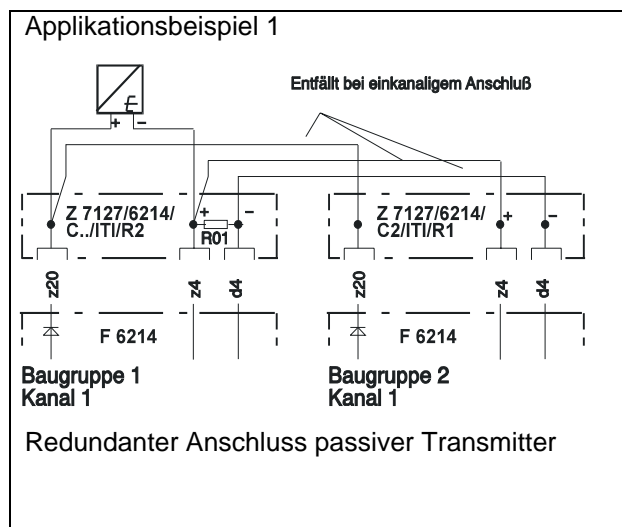 Applikationsbeispiel 1
Entfällt bei einkanaligem Anschluß
E
+ −
Z 7127/6214/
C../ITI/R2
+ −
R01
Z 7127/6214/
C2/ITI/R1
+ −
z20 z4 d4
z20 z4 d4
F 6214
F 6214
Baugruppe 1
Kanal 1
Baugruppe 2
Kanal 1
Redundanter Anschluss passiver Transmitter